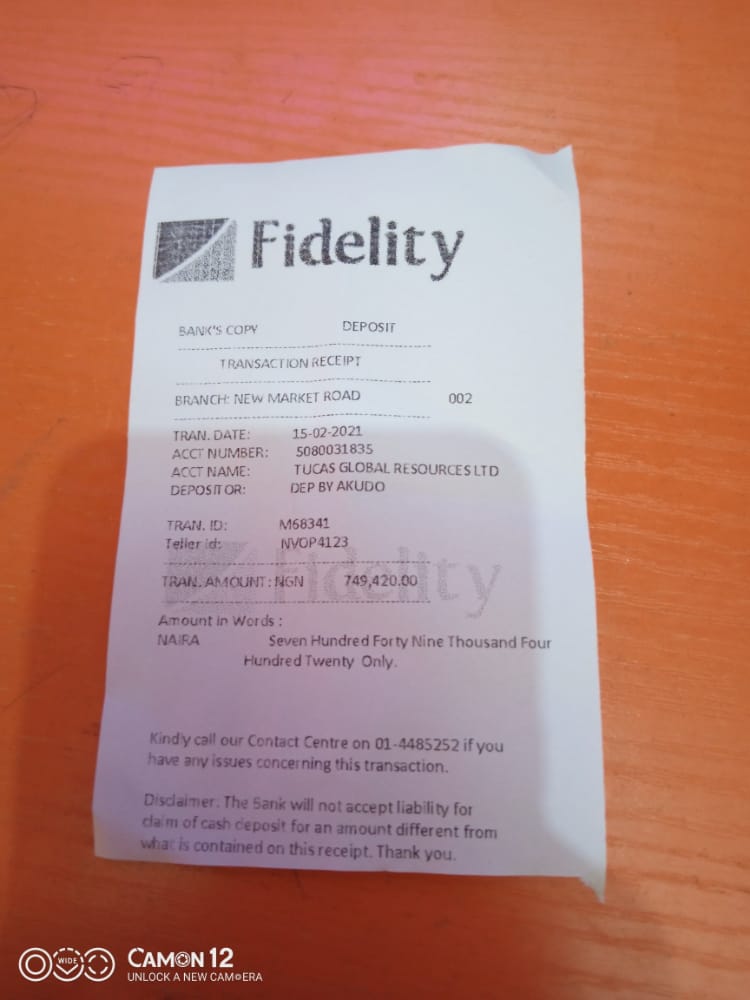 Fidelity
BANK'S COPY DEPOSIT
TRANSACTION RECEIPT
BRANCH: NEW MARKET ROAD 002
TRAN. DATE: 15-02-2021
ACCT NUMBER: 5080031835
ACCT NAME: TUCAS GLOBAL RESOURCES LTD
DEPOSITOR: DEP BY AKUDO
TRAN. ID: M68341
Teller id: NVOP4123
Fidelity
TRAN. AMOUNT: NGN 749,420.00
Amount in Words :
NAIRA Seven Hundred Forty Nine Thousand Four
Hundred Twenty Only.
Kindly call our Contact Centre on 01-4485252 if you
have any issues concerning this transaction.
Disclaimer: The Bank will not accept liability for
claim of cash deposit for an amount different from
what is contained on this receipt. Thank you.
WIDE
CAMON 12
UNLOCK A NEW CAMERA ERA